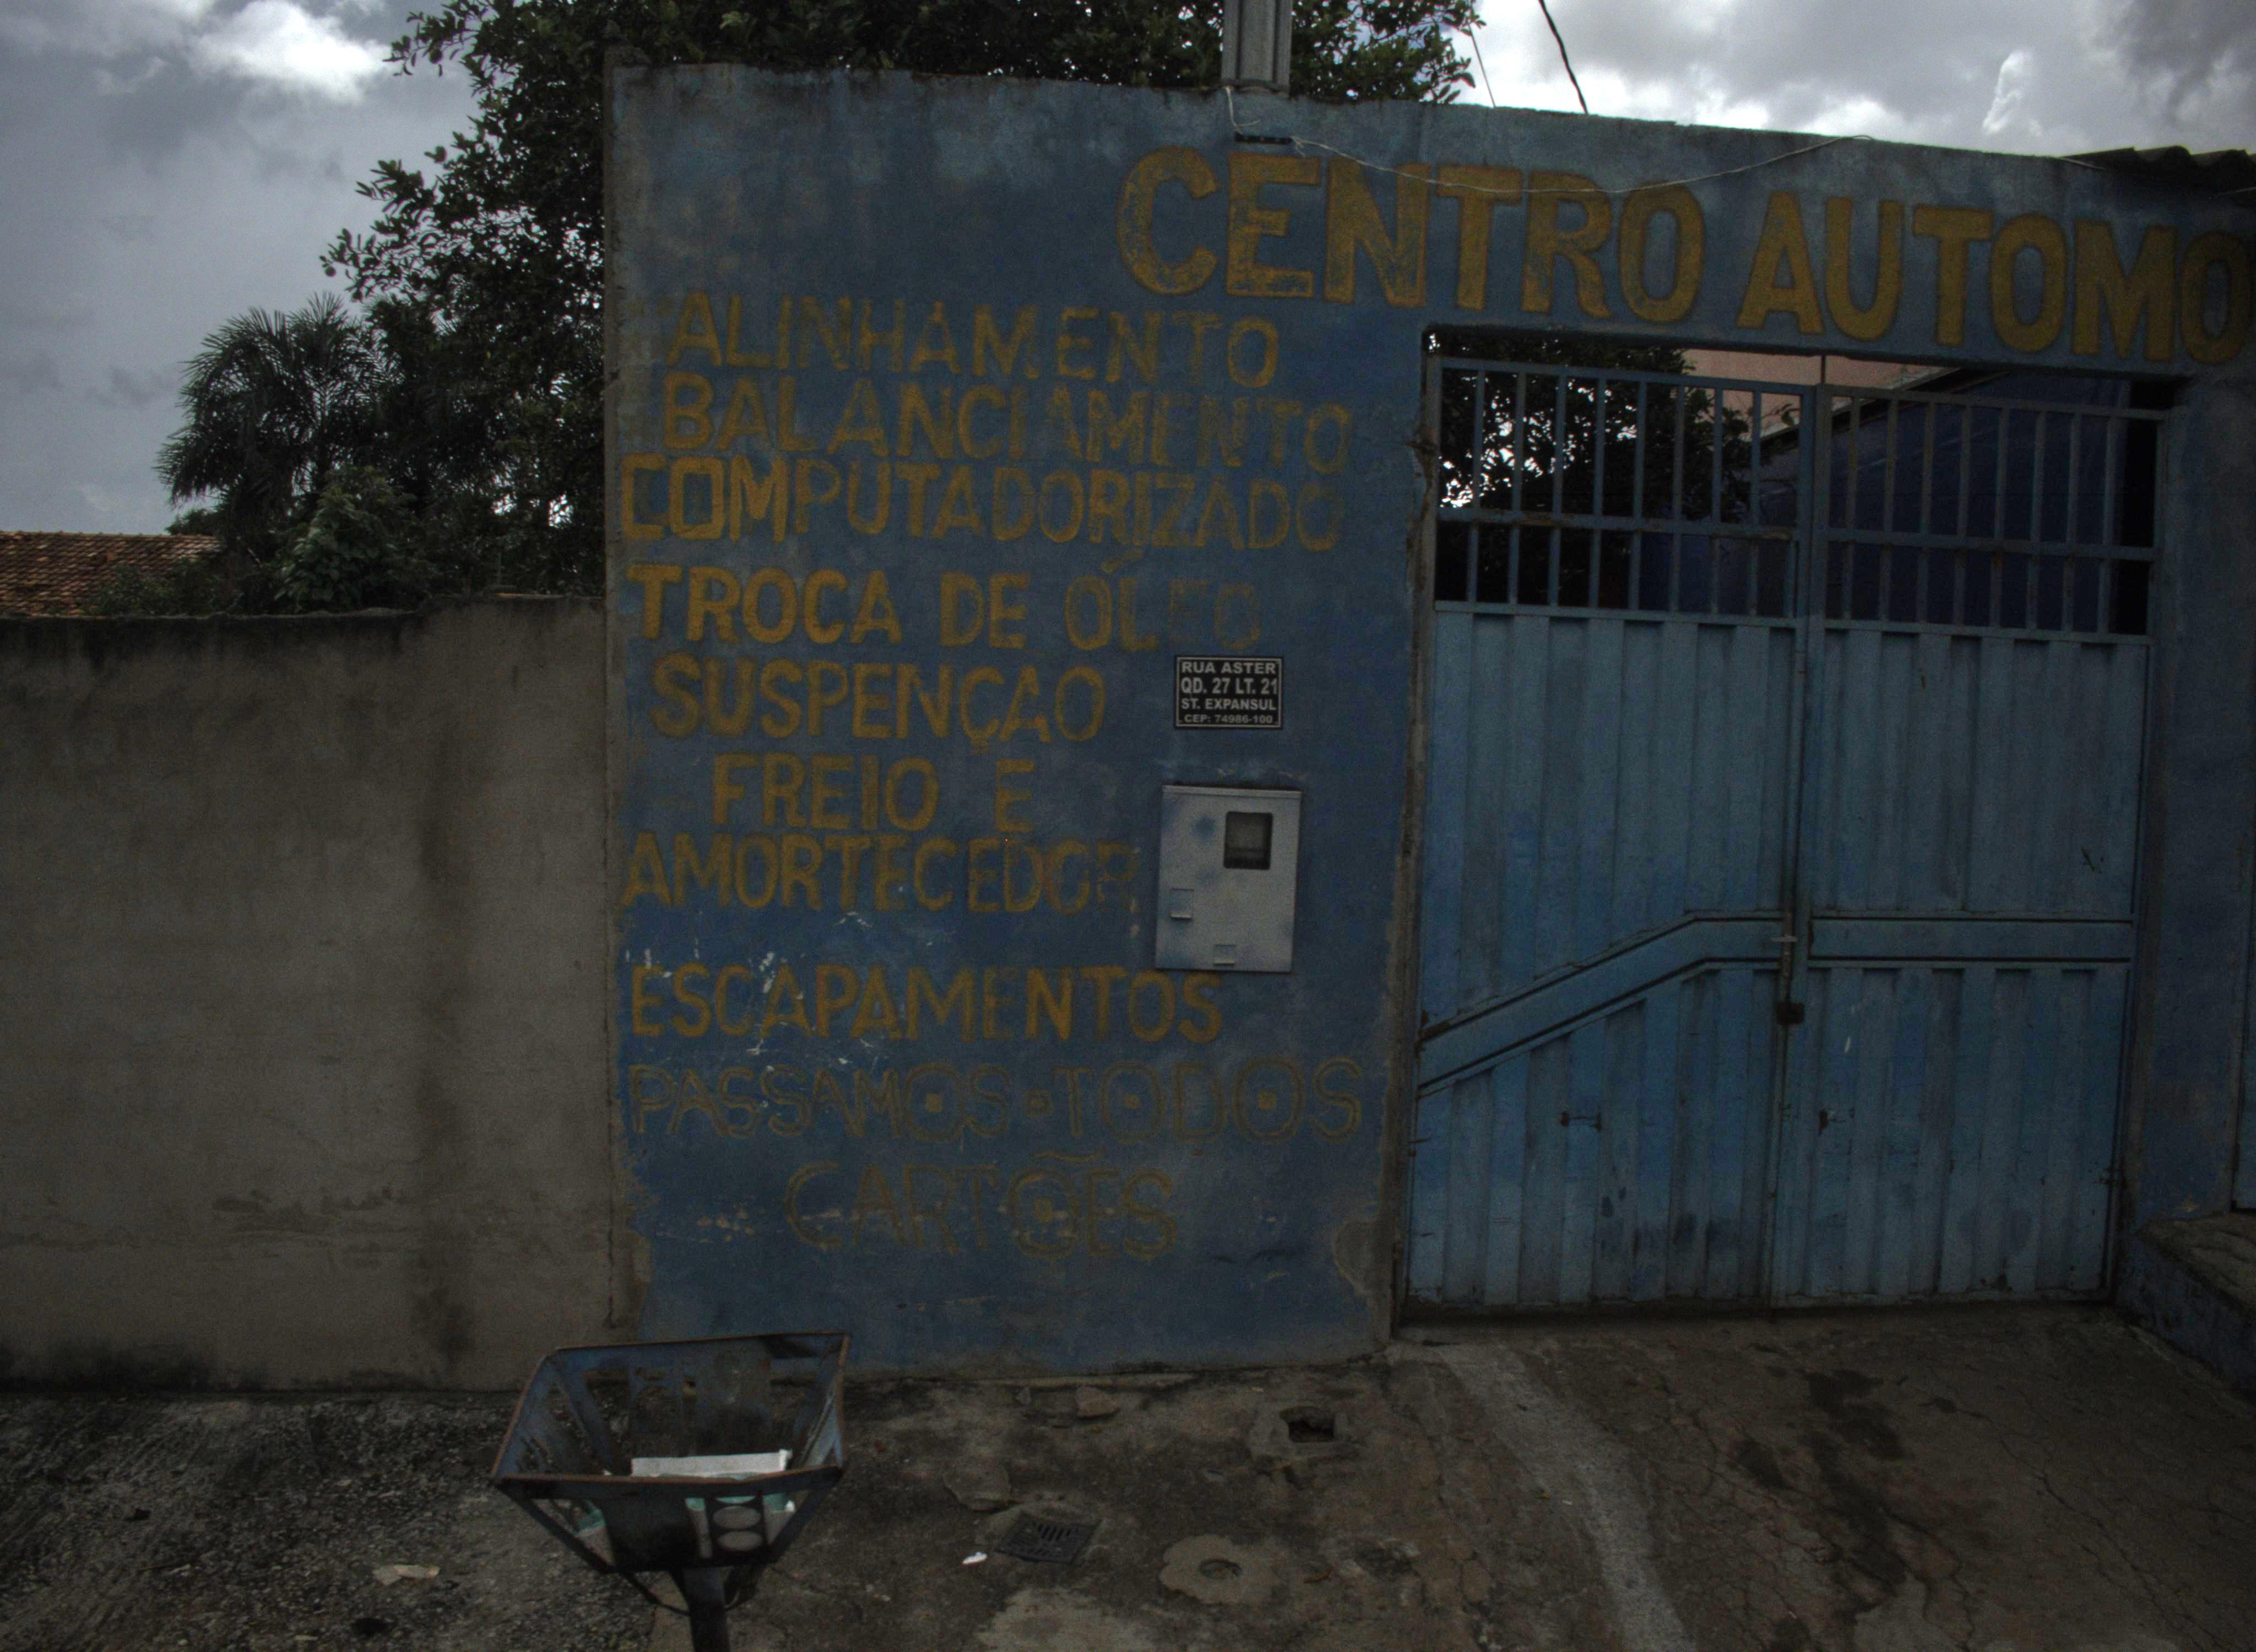 CENTRO AUTOMO
ALINHAMENTO
BALANCIAMENTO
COMPUTADORIZADO
TROCA DE ÓLEO
SUSPENÇAO
FREIO E
AMORTECEDOR
ESCAPAMENTOS
PASSAMOS TODOS
CARTÕES
RUA ASTER
QD. 27 LT. 21
ST. EXPANSUL
CEP: 74986-100